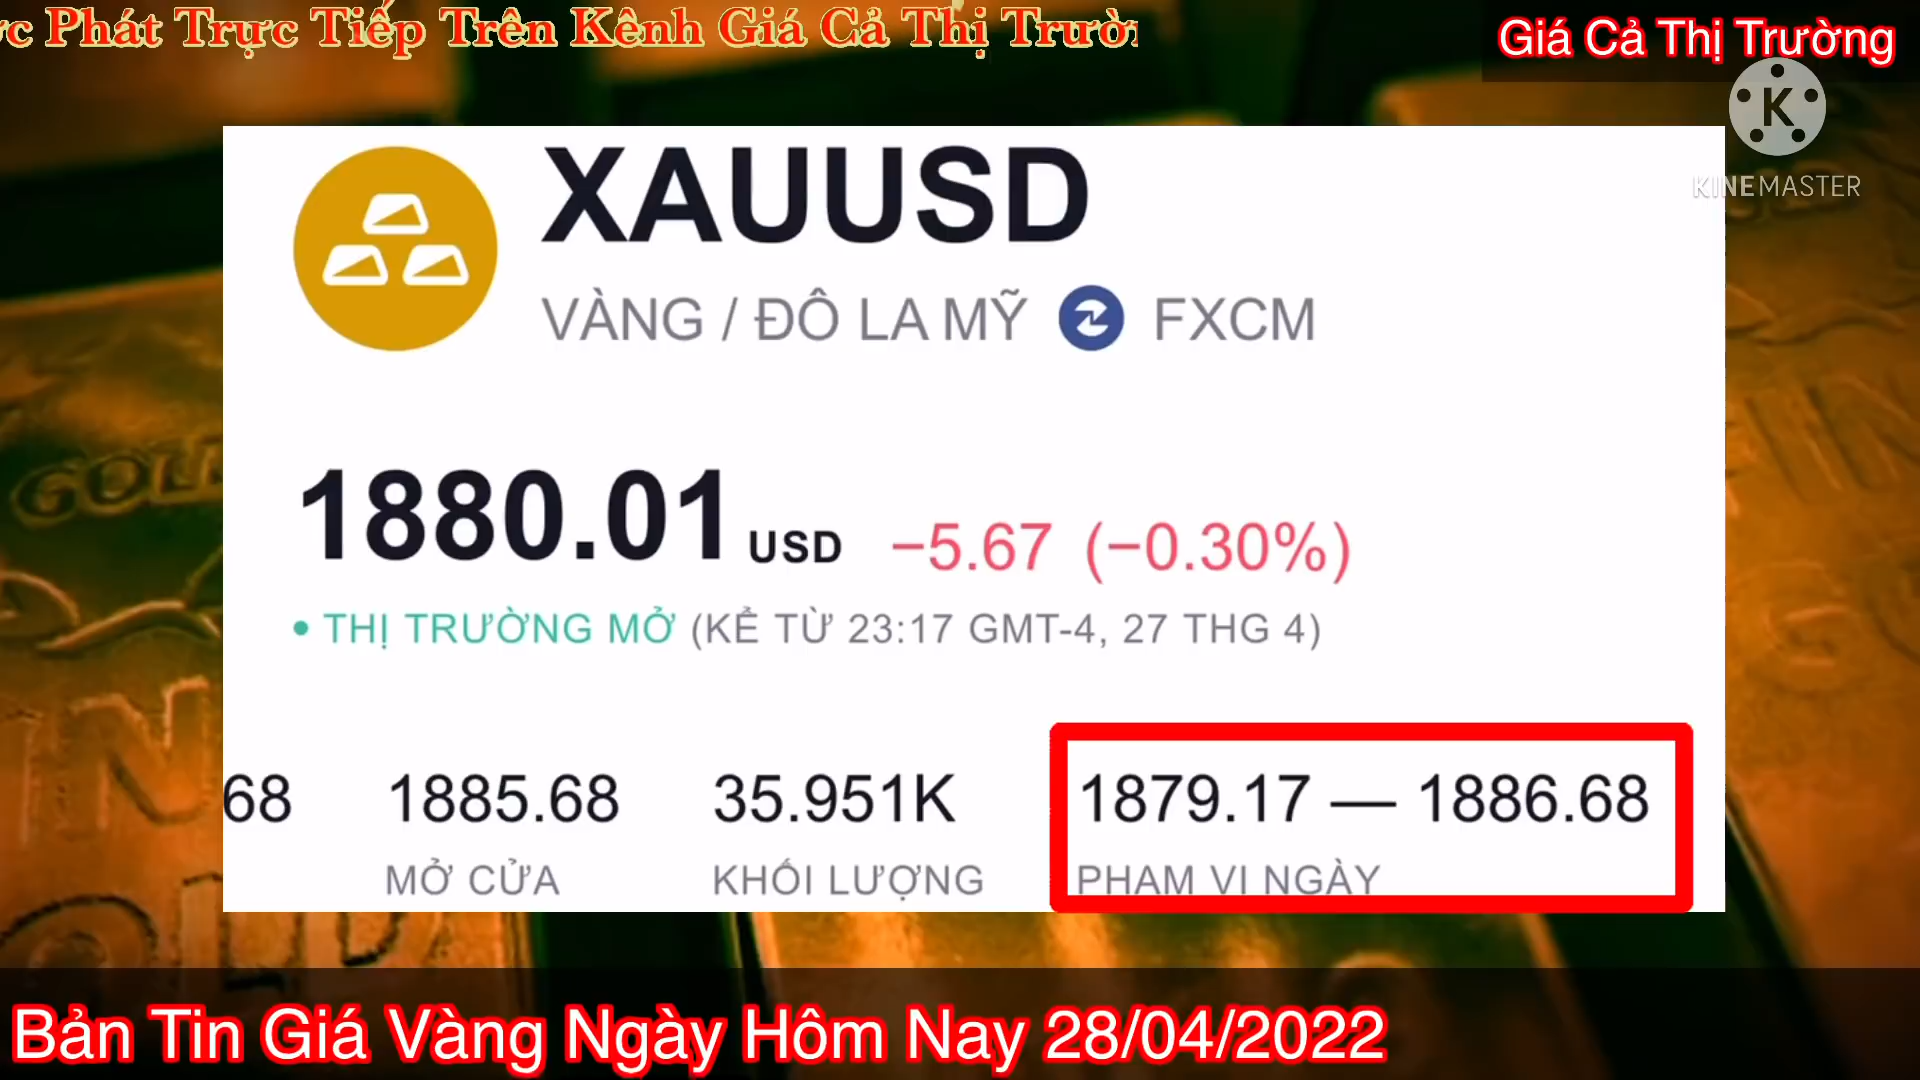 Phát Trực Tiếp Trên Kênh Giá Cả Thị
Giá Cả Thị Trường
K
KINEMASTER
XAUUSD
VÀNG / ĐÔ LA MỸ FXCM
1880.01 USD −5.67 (−0.30%)
• THỊ TRƯỜNG MỞ (KỂ TỪ 23:17 GMT-4, 27 THG 4)
68 1885.68 35.951K 1879.17 — 1886.68
MỞ CỬA KHỐI LƯỢNG PHẠM VI NGÀY
Bản Tin Giá Vàng Ngày Hôm Nay 28/04/2022